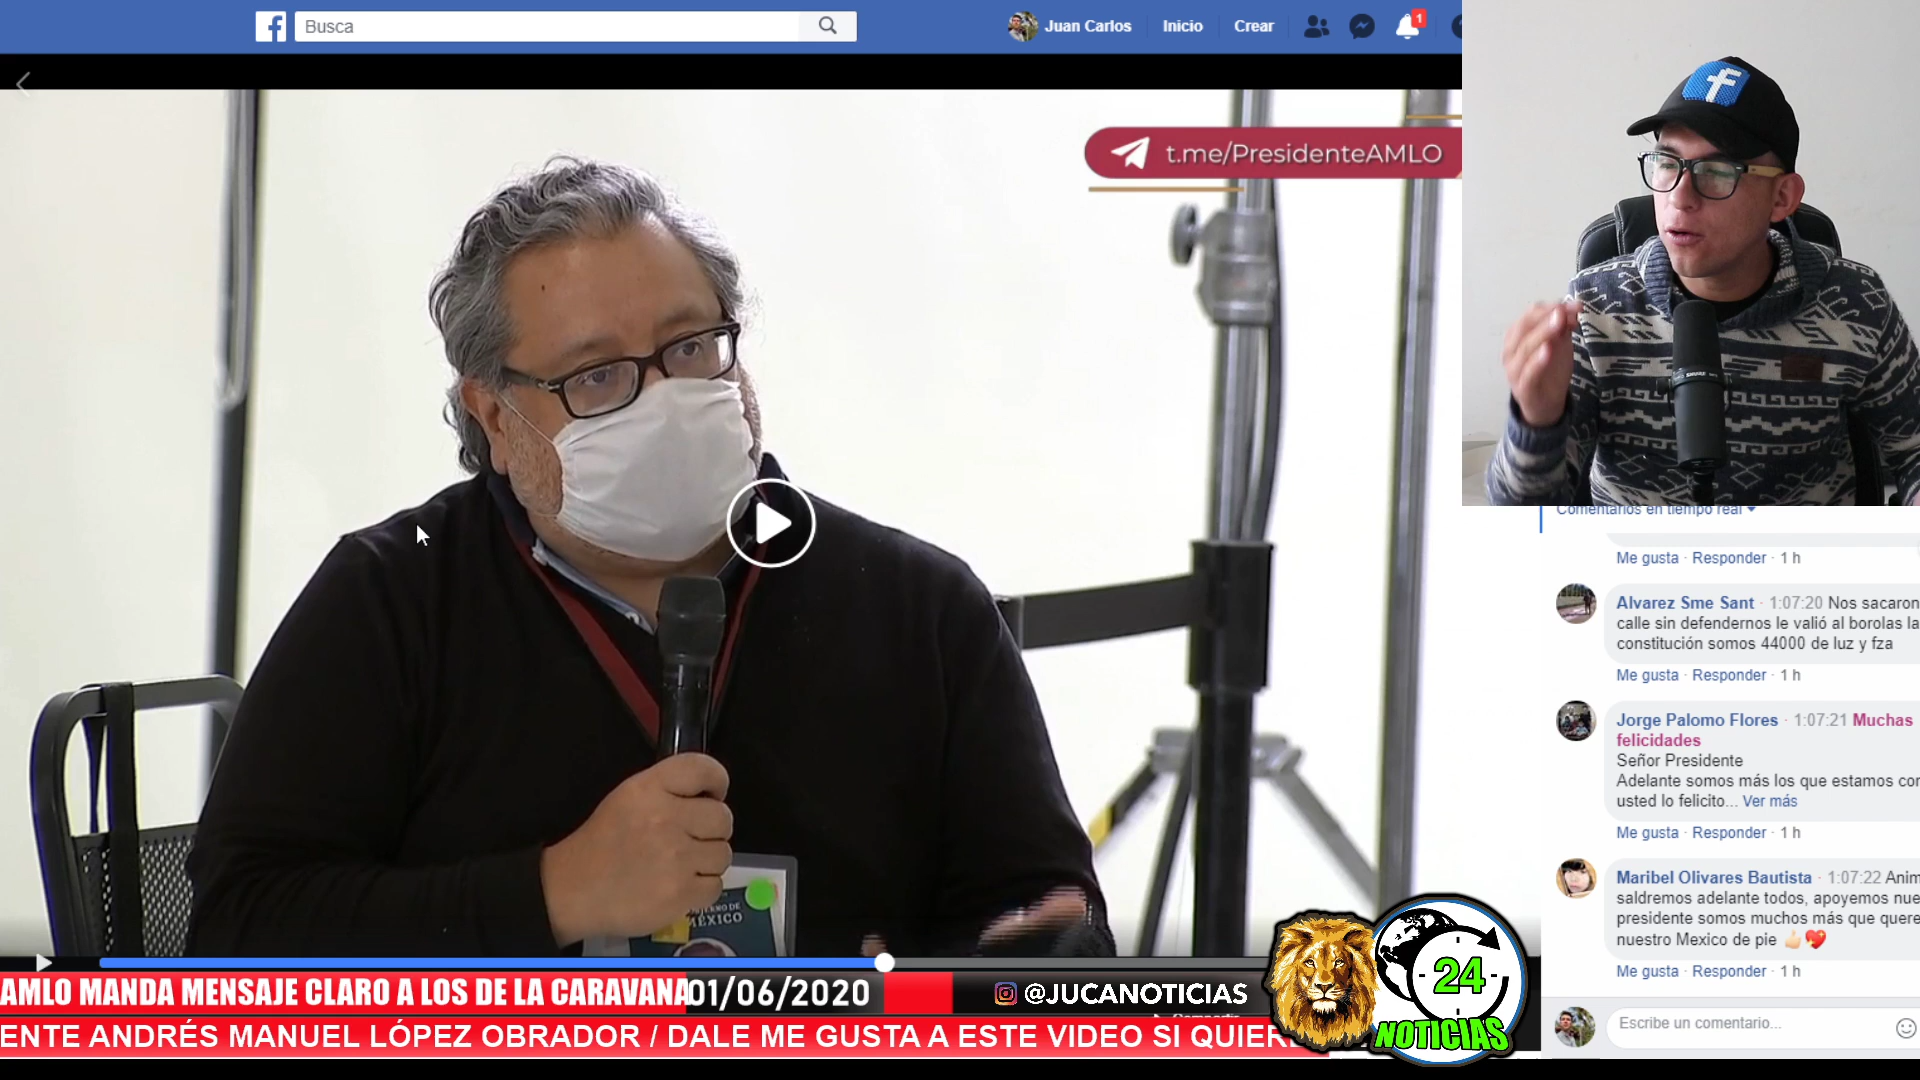 Busca
Juan Carlos
Inicio
Crear
1
t.me/PresidenteAMLO
Comentarios en tiempo real
Me gusta · Responder · 1 h
Alvarez Sme Sant · 1:07:20 Nos sacaron
calle sin defendernos le valió al borolas la
constitución somos 44000 de luz y fza
Me gusta · Responder · 1 h
Jorge Palomo Flores · 1:07:21 Muchas
felicidades
Señor Presidente
Adelante somos más los que estamos con
usted lo felicito... Ver más
Me gusta · Responder · 1 h
Maribel Olivares Bautista · 1:07:22 Anim
saldremos adelante todos, apoyemos nue
presidente somos muchos más que quere
nuestro Mexico de pie 👍🏻💖
Me gusta · Responder · 1 h
Escribe un comentario...
MÉXICO
AMLO MANDA MENSAJE CLARO A LOS DE LA CARAVANA
01/06/2020
@JUCANOTICIAS
24
NOTICIAS
ENTE ANDRÉS MANUEL LÓPEZ OBRADOR / DALE ME GUSTA A ESTE VIDEO SI QUIER